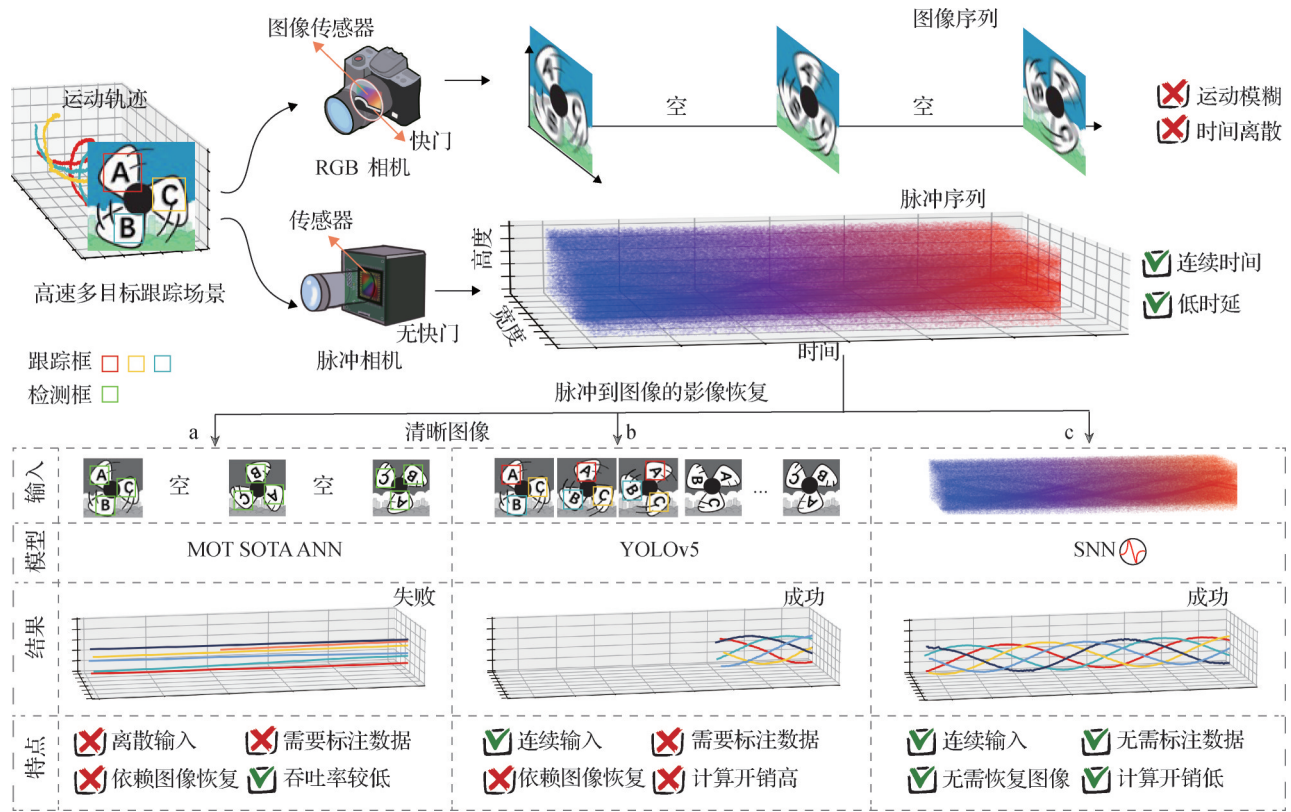 图像传感器
图像序列
运动轨迹
空
空
运动模糊
快门
时间离散
RGB 相机
A
C
B
传感器
脉冲序列
高度
连续时间
高速多目标跟踪场景
低时延
宽度
无快门
脉冲相机
时间
跟踪框
检测框
脉冲到图像的影像恢复
a
清晰图像
b
c
输入
空
空
...
模型
MOT SOTA ANN
YOLOv5
SNN
结果
失败
成功
成功
特点
离散输入
需要标注数据
连续输入
需要标注数据
连续输入
无需标注数据
依赖图像恢复
吞吐率较低
依赖图像恢复
计算开销高
无需恢复图像
计算开销低